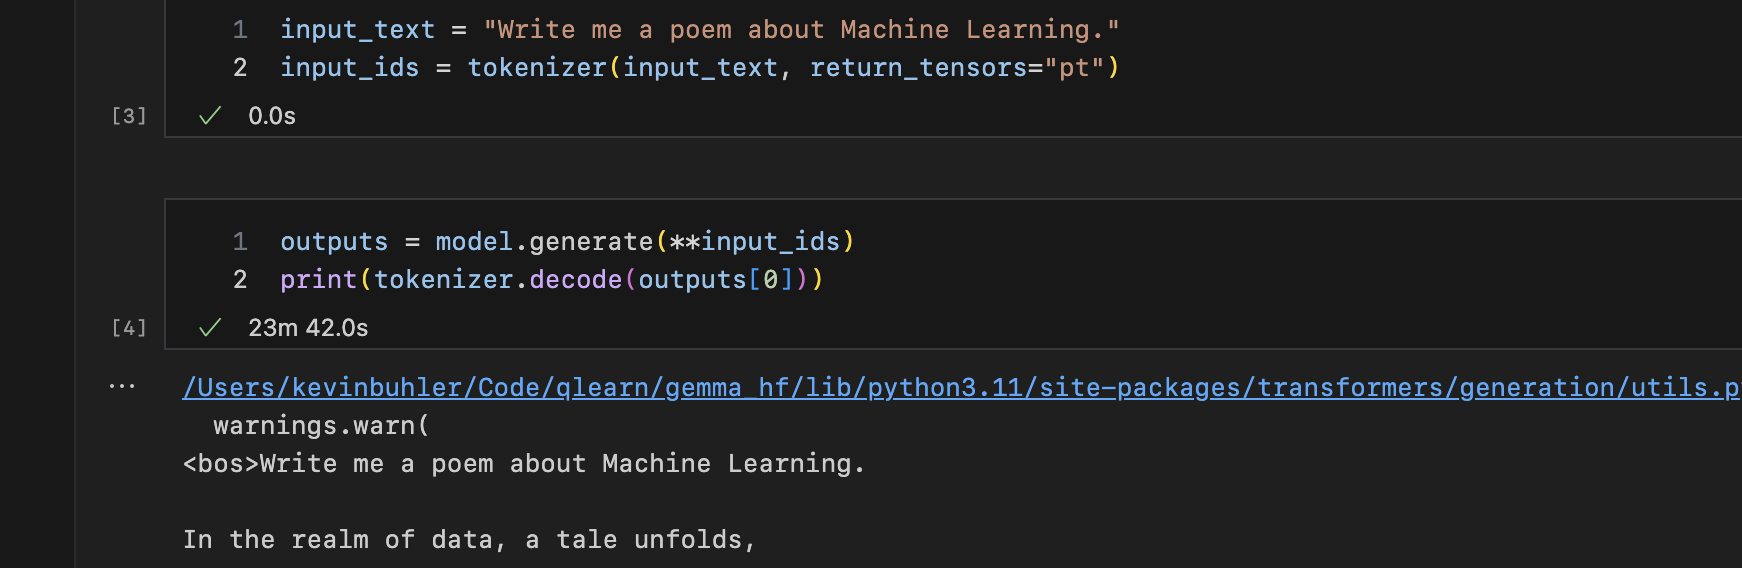 1 input_text = "Write me a poem about Machine Learning."
2 input_ids = tokenizer(input_text, return_tensors="pt")
[3] ✓ 0.0s
1 outputs = model.generate(**input_ids)
2 print(tokenizer.decode(outputs[0]))
[4] ✓ 23m 42.0s
... /Users/kevinbuhler/Code/qlearn/gemma_hf/lib/python3.11/site-packages/transformers/generation/utils.p
warnings.warn(
<bos>Write me a poem about Machine Learning.
In the realm of data, a tale unfolds,